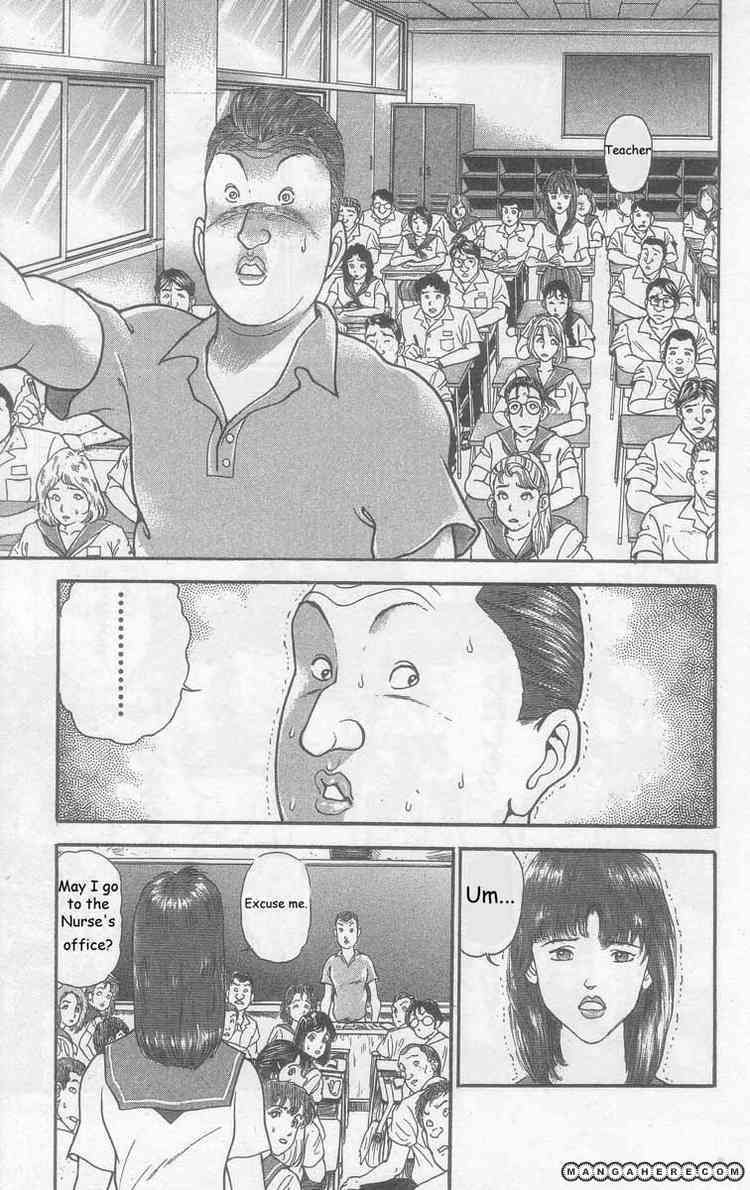 Teacher
..............
Um...
Excuse me.
May I go
to the
Nurse's
office?
MANGAHERE.COM